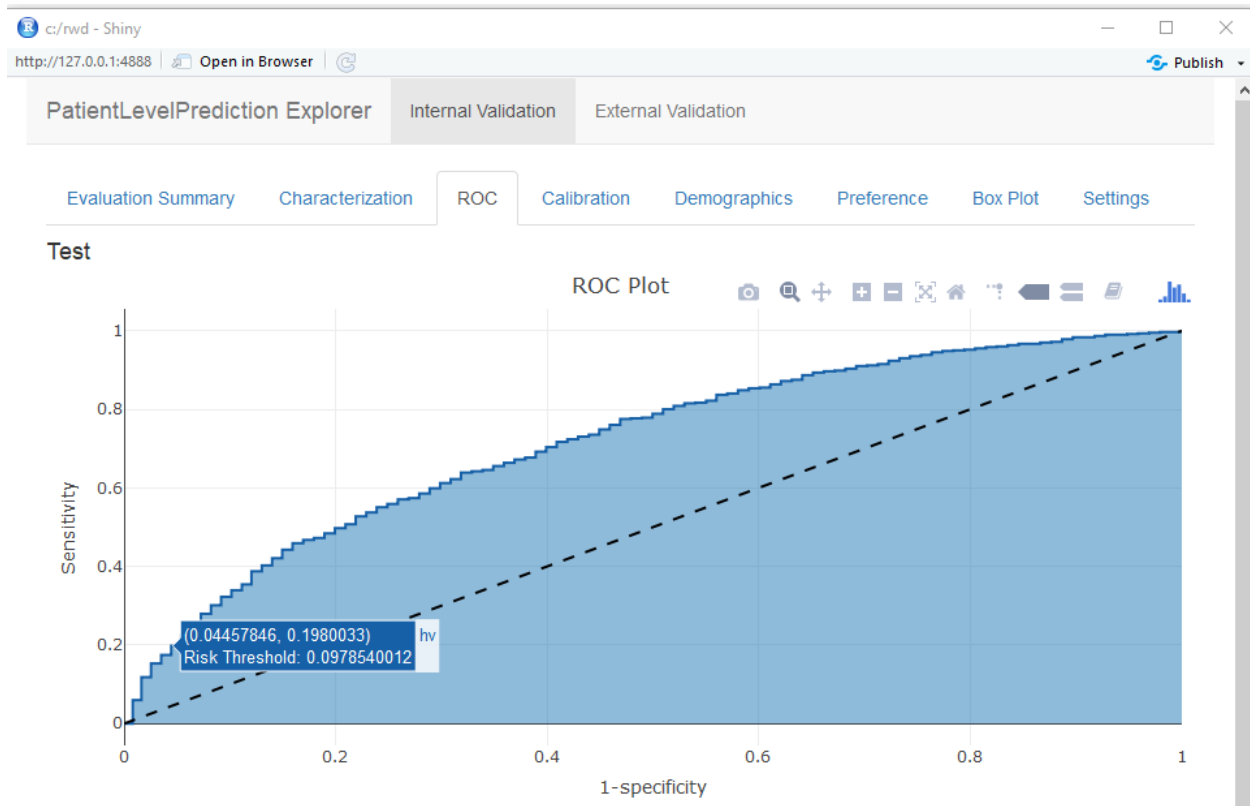 R c:/rwd - Shiny
http://127.0.0.1:4888 Open in Browser Publish
PatientLevelPrediction Explorer Internal Validation External Validation
Evaluation Summary Characterization ROC Calibration Demographics Preference Box Plot Settings
Test
ROC Plot
1
0.8
0.6
0.4
0.2
0
Sensitivity
(0.04457846, 0.1980033) hv
Risk Threshold: 0.0978540012
0 0.2 0.4 0.6 0.8 1
1-specificity